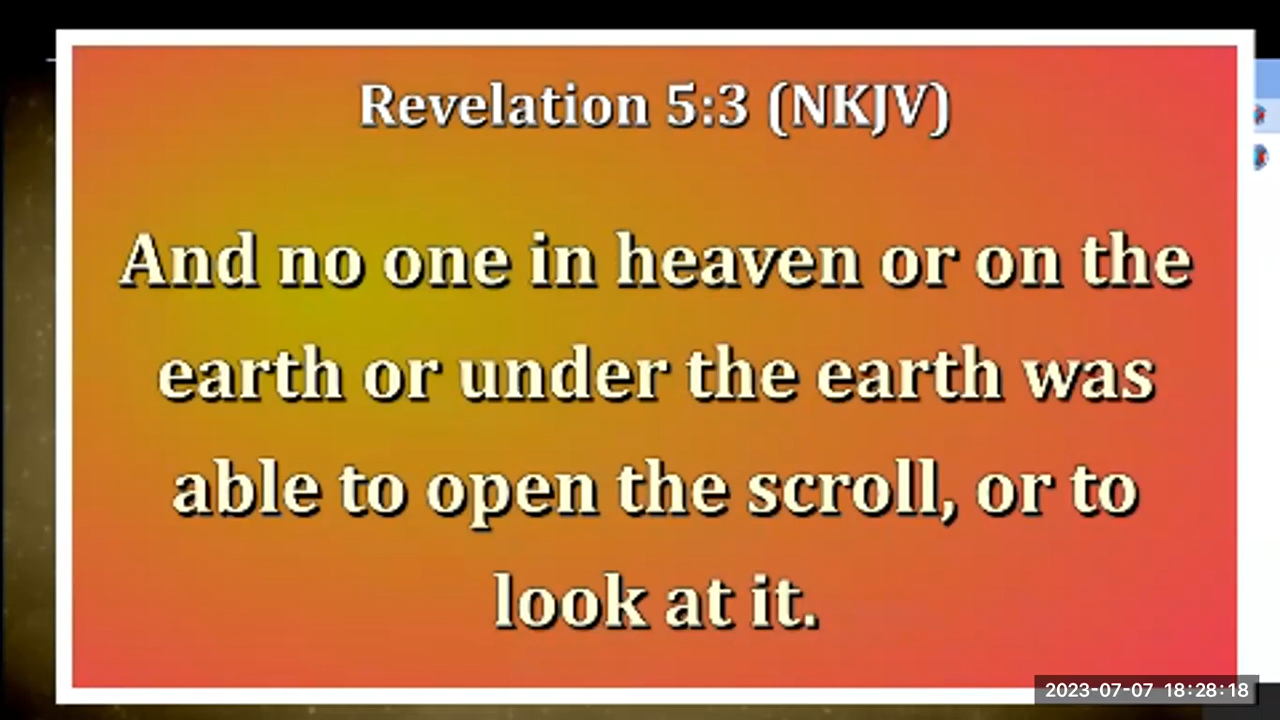 Revelation 5:3 (NKJV)
And no one in heaven or on the
earth or under the earth was
able to open the scroll, or to
look at it.
2023-07-07 18:28:18